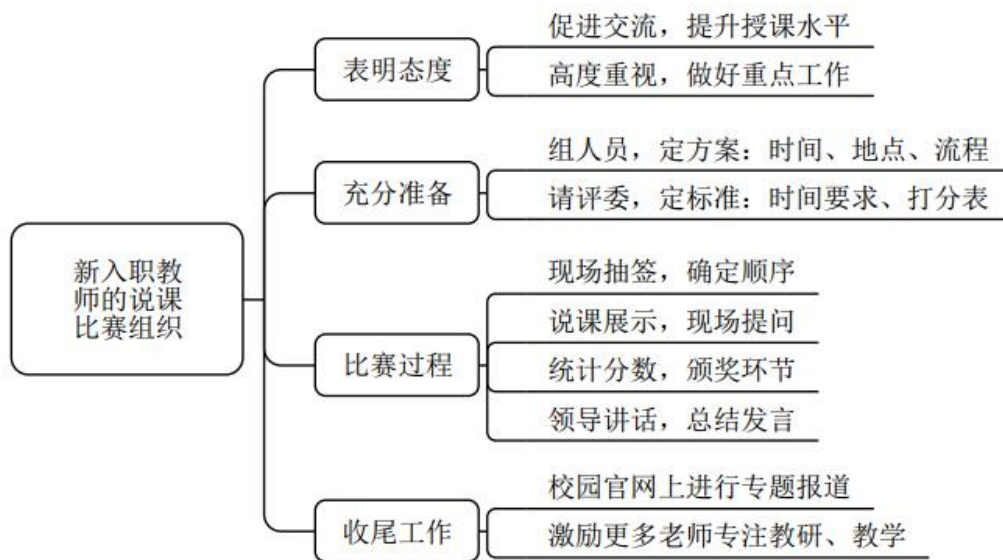 新入职教
师的说课
比赛组织
表明态度
促进交流，提升授课水平
高度重视，做好重点工作
充分准备
组人员，定方案：时间、地点、流程
请评委，定标准：时间要求、打分表
比赛过程
现场抽签，确定顺序
说课展示，现场提问
统计分数，颁奖环节
领导讲话，总结发言
收尾工作
校园官网上进行专题报道
激励更多老师专注教研、教学